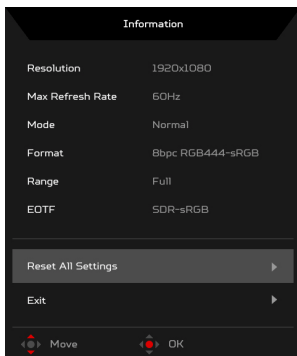 Information
Resolution 1920x1080
Max Refresh Rate 60Hz
Mode Normal
Format 8bpc RGB444-sRGB
Range Full
EOTF SDR-sRGB
Reset All Settings
Exit
Move OK